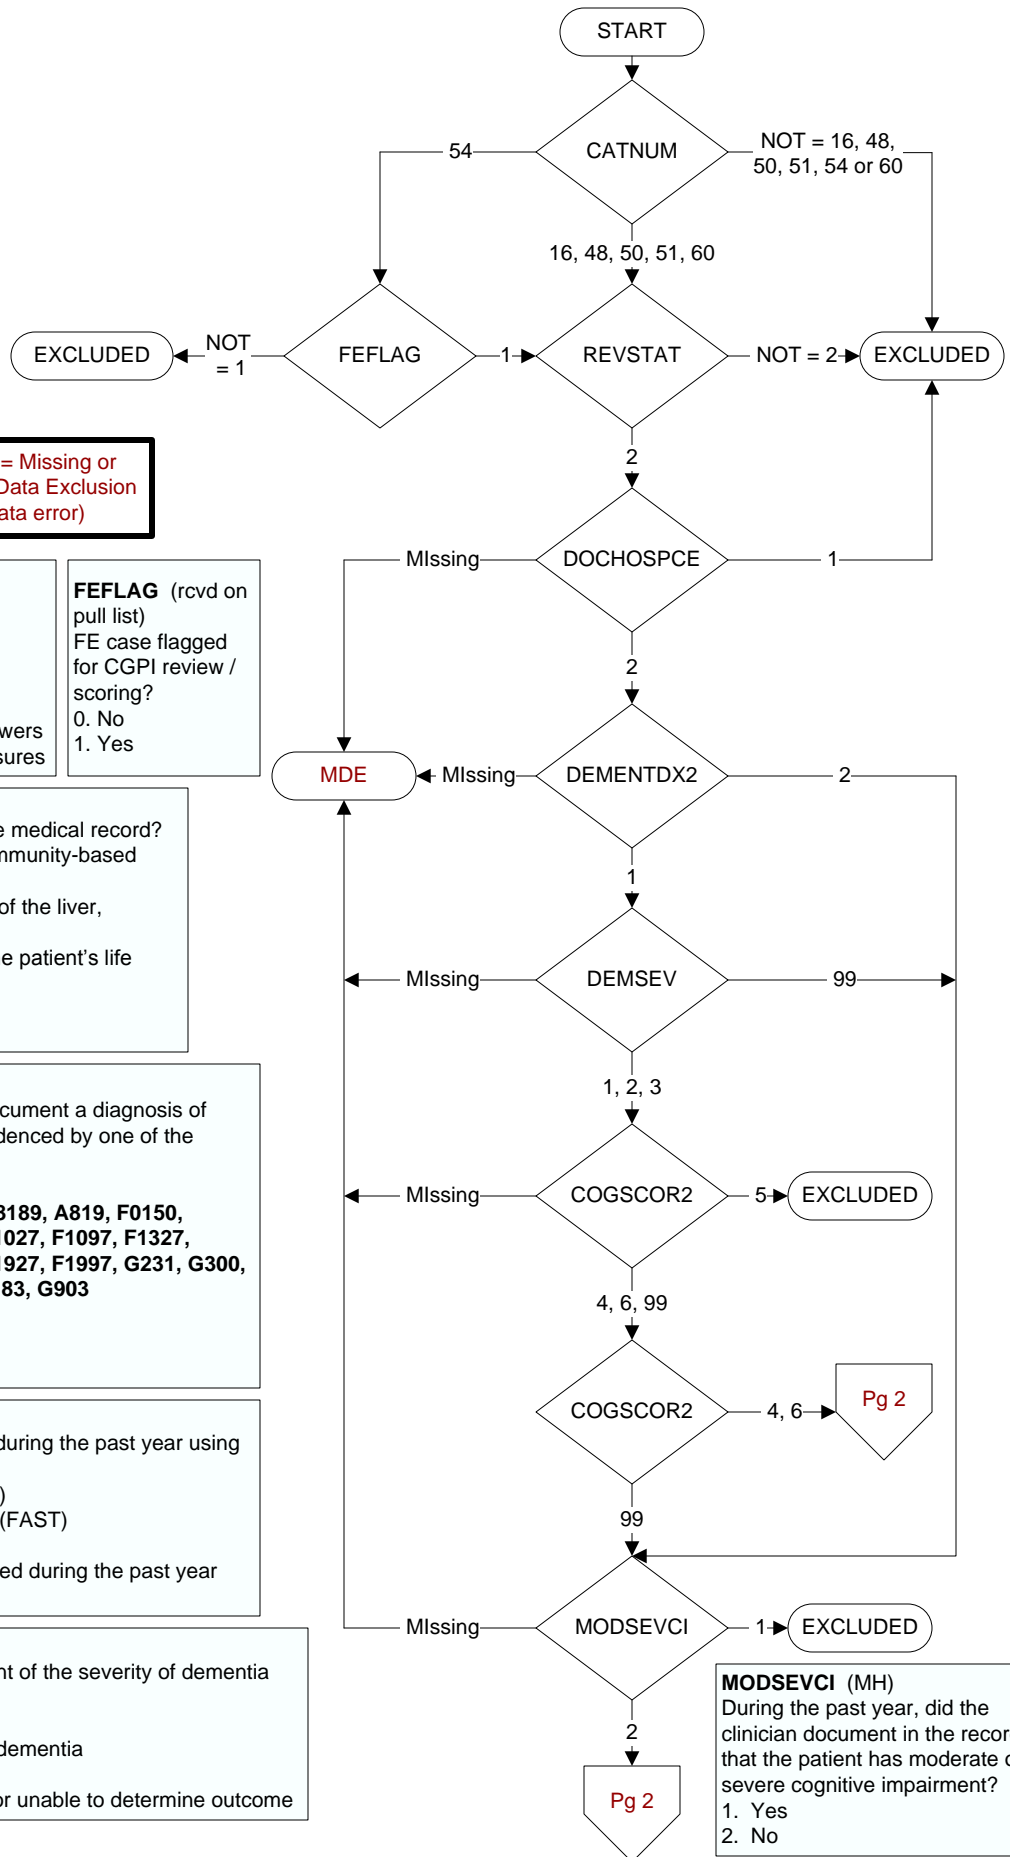 START
CATNUM
54
NOT = 16, 48,
50, 51, 54 or 60
16, 48, 50, 51, 60
EXCLUDED
NOT
= 1
FEFLAG
1
REVSTAT
NOT = 2
EXCLUDED
2
= Missing or
Data Exclusion
ata error)
DOCHOSPCE
MIssing
1
2
FEFLAG (rcvd on
pull list)
FE case flagged
for CGPI review /
scoring?
0. No
1. Yes
wers
sures
MDE
MIssing
DEMENTDX2
2
1
e medical record?
mmunity-based
of the liver,
e patient's life
MIssing
DEMSEV
99
1, 2, 3
cument a diagnosis of
idenced by one of the
8189, A819, F0150,
1027, F1097, F1327,
1927, F1997, G231, G300,
83, G903
MIssing
COGSCOR2
5
EXCLUDED
4, 6, 99
COGSCOR2
4, 6
Pg 2
99
during the past year using
)
(FAST)
ed during the past year
MIssing
MODSEVCI
1
EXCLUDED
2
Pg 2
nt of the severity of dementia
dementia
or unable to determine outcome
MODSEVCI (MH)
During the past year, did the
clinician document in the recor
that the patient has moderate o
severe cognitive impairment?
1. Yes
2. No